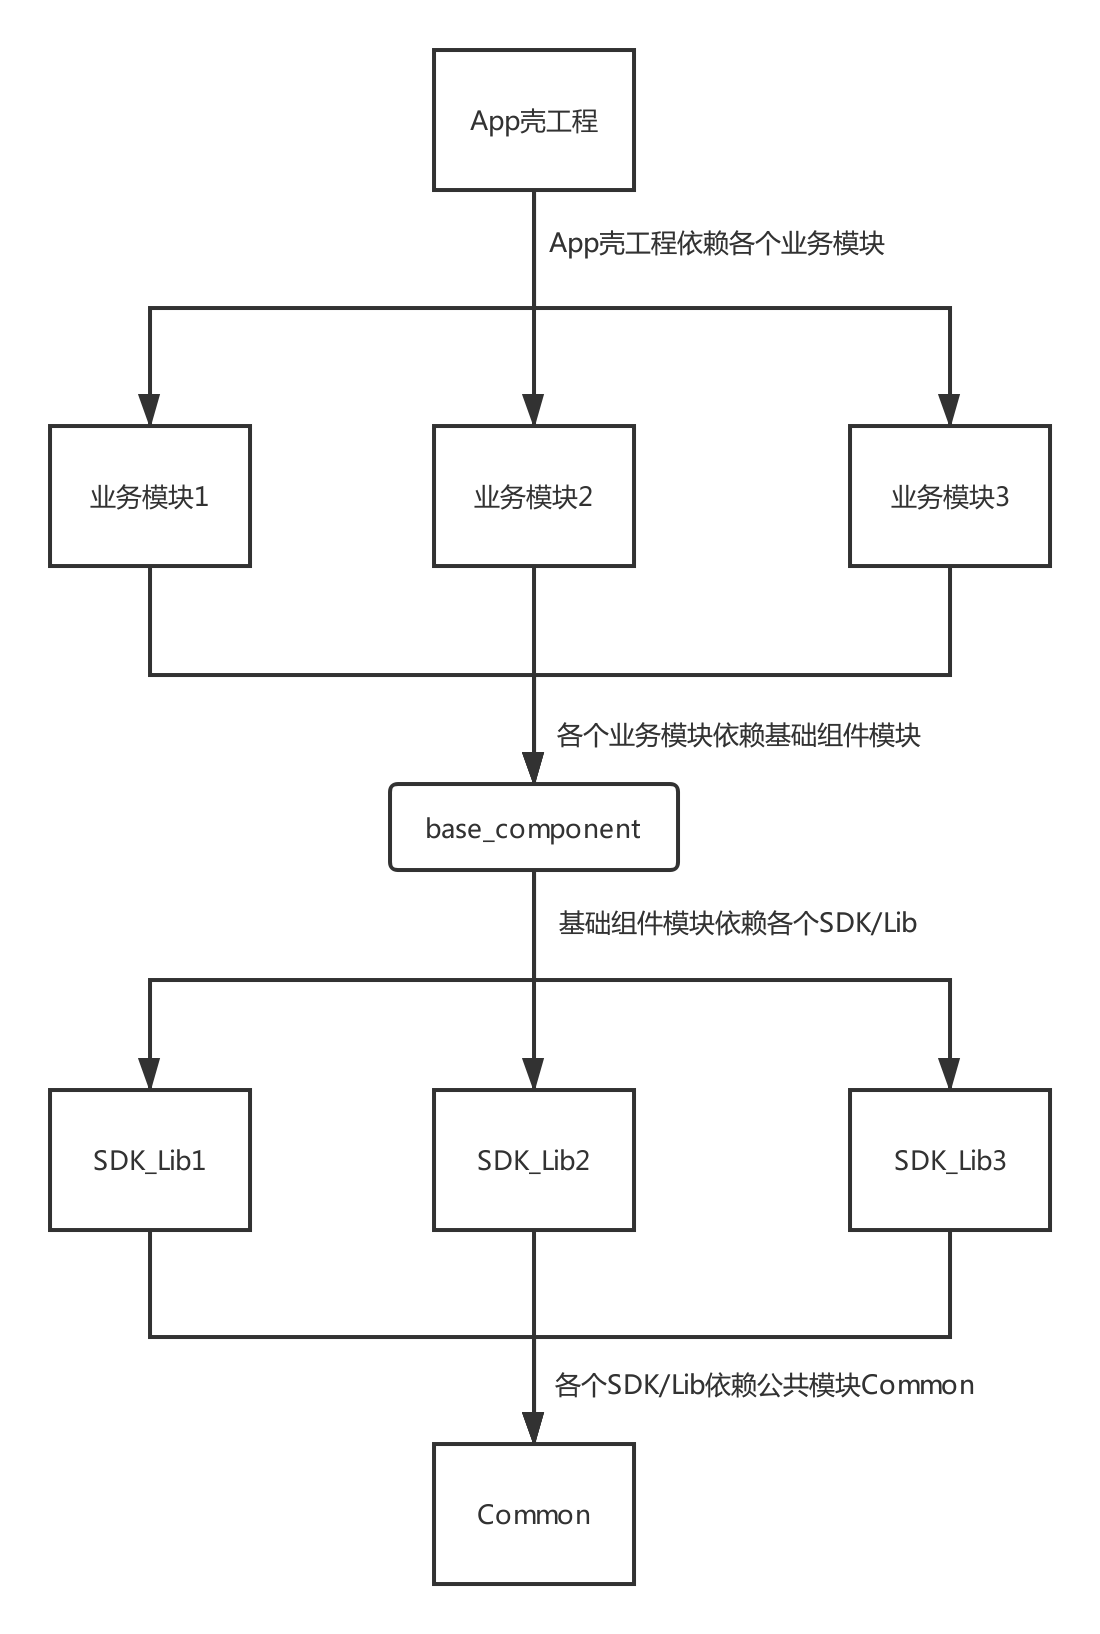 App壳工程
App壳工程依赖各个业务模块
业务模块1
业务模块2
业务模块3
各个业务模块依赖基础组件模块
base_component
基础组件模块依赖各个SDK/Lib
SDK_Lib1
SDK_Lib2
SDK_Lib3
各个SDK/Lib依赖公共模块Common
Common